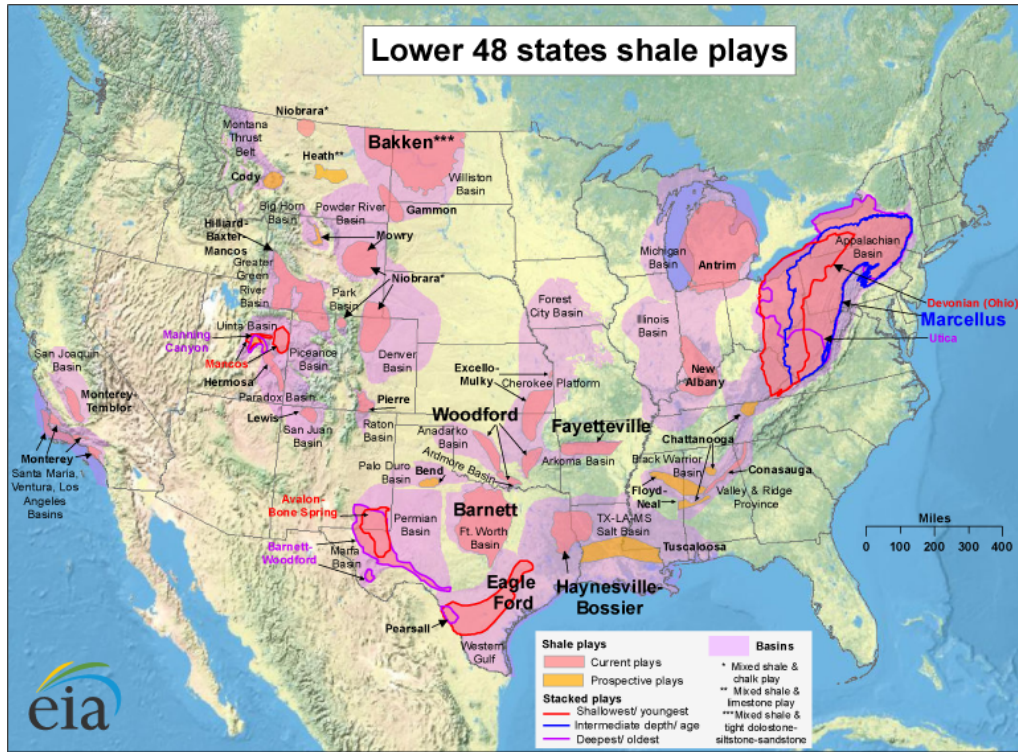 Lower 48 states shale plays
Niobrara*
Montana
Thrust
Belt
Bakken***
Heath**
Cody
Williston
Basin
Big Horn
Basin
Powder River
Basin
Gammon
Hilliard-
Baxter-
Mancos
Mowry
Greater
Green
River
Basin
Niobrara*
Park
Basin
Michigan
Basin
Antrim
Appalachian
Basin
Devonian (Ohio)
Marcellus
Utica
Forest
City Basin
Illinois
Basin
Uinta Basin
Manning
Canyon
Mancos
Piceance
Basin
Denver
Basin
San Joaquin
Basin
Hermosa
Paradox Basin
Excello-
Mulky
Cherokee Platform
New
Albany
Monterey-
Temblor
Pierre
Lewis
San Juan
Basin
Raton
Basin
Woodford
Anadarko
Basin
Fayetteville
Arkoma Basin
Chattanooga
Monterey
Santa Maria,
Ventura, Los
Angeles
Basins
Palo Duro
Basin
Bend
Ardmore Basin
Black Warrior
Basin
Conasauga
Floyd-
Neal
Valley & Ridge
Province
Avalon-
Bone Spring
Permian
Basin
Barnett
Ft. Worth
Basin
TX-LA-MS
Salt Basin
Tuscaloosa
Miles
0 100 200 300 400
Barnett-
Woodford
Marfa
Basin
Eagle
Ford
Haynesville-
Bossier
Pearsall
Western
Gulf
Shale plays
Current plays
Prospective plays
Stacked plays
Shallowest/ youngest
Intermediate depth/ age
Deepest/ oldest
Basins
* Mixed shale &
chalk play
** Mixed shale &
limestone play
***Mixed shale &
tight dolostone-
siltstone-sandstone
eia